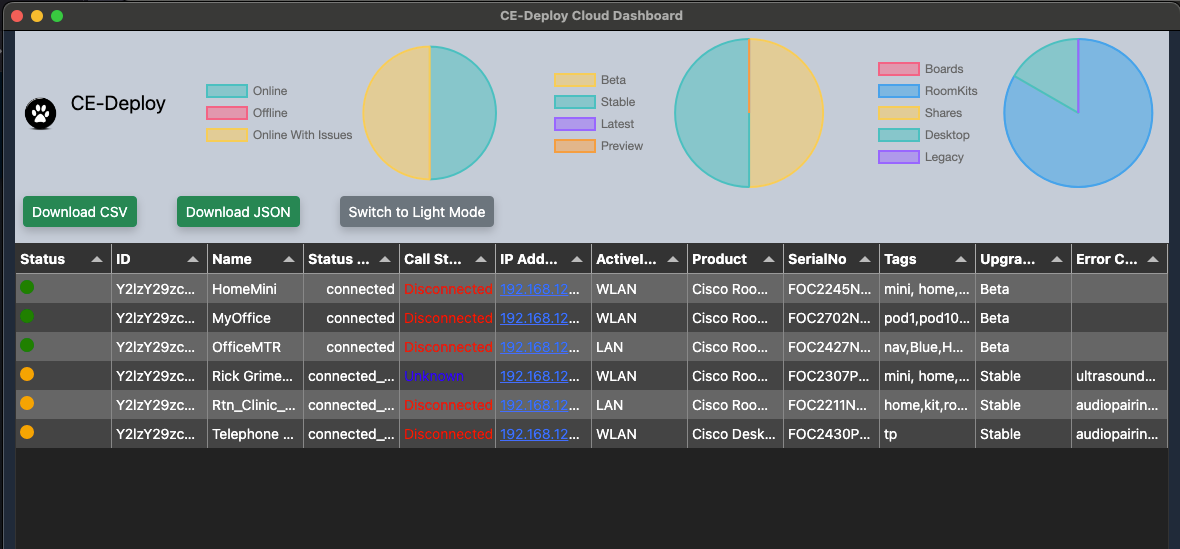 CE-Deploy Cloud Dashboard
CE-Deploy
Online
Offline
Online With Issues
Beta
Stable
Latest
Preview
Boards
RoomKits
Shares
Desktop
Legacy
Download CSV Download JSON Switch to Light Mode
Status ID Name Status ... Call St... IP Add... ActiveI... Product SerialNo Tags Upgra... Error C...
Y2lzY29zc... HomeMini connected Disconnected 192.168.12... WLAN Cisco Roo... FOC2245N... mini, home,... Beta
Y2lzY29zc... MyOffice connected Disconnected 192.168.12... WLAN Cisco Roo... FOC2702N... pod1,pod10... Beta
Y2lzY29zc... OfficeMTR connected Disconnected 192.168.12... LAN Cisco Roo... FOC2427N... nav,Blue,H... Beta
Y2lzY29zc... Rick Grime... connected_... Unknown 192.168.12... WLAN Cisco Roo... FOC2307P... mini, home,... Stable ultrasound...
Y2lzY29zc... Rtn_Clinic_... connected_... Disconnected 192.168.12... LAN Cisco Roo... FOC2211N... home,kit,ro... Stable audiopairin...
Y2lzY29zc... Telephone ... connected_... Disconnected 192.168.12... WLAN Cisco Desk... FOC2430P... tp Stable audiopairin...